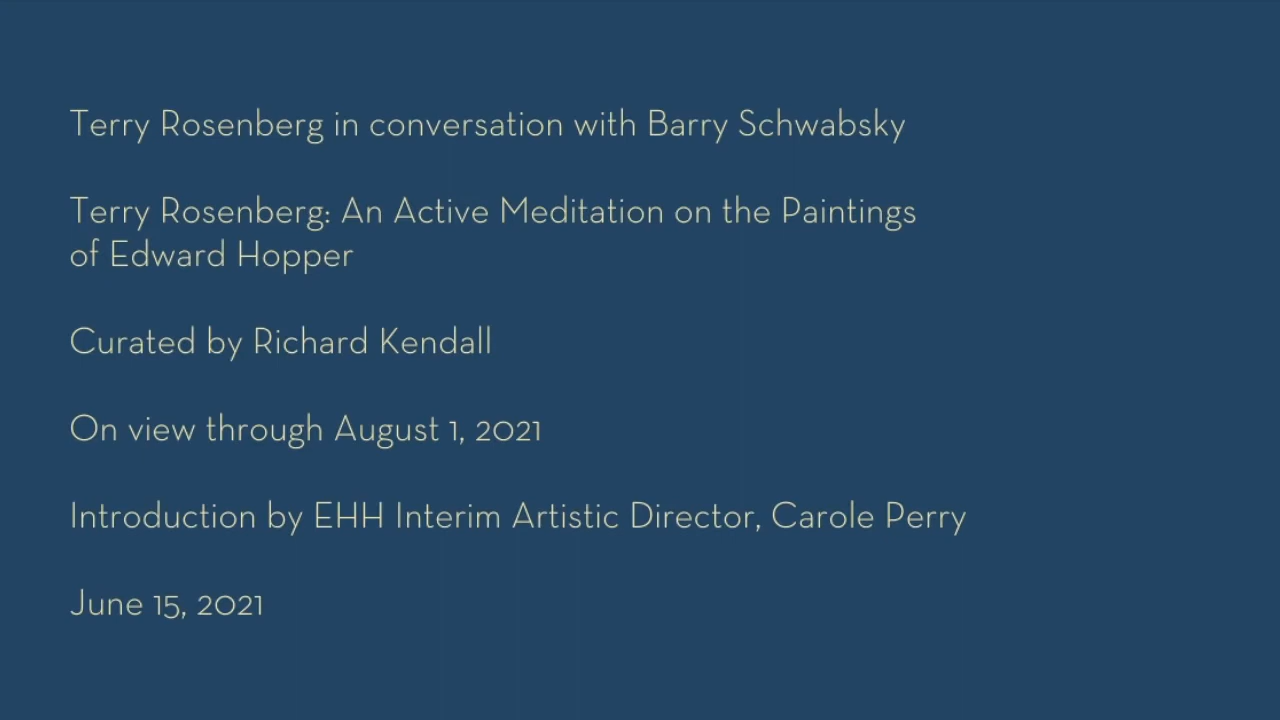 Terry Rosenberg in conversation with Barry Schwabsky
Terry Rosenberg: An Active Meditation on the Paintings
of Edward Hopper
Curated by Richard Kendall
On view through August 1, 2021
Introduction by EHH Interim Artistic Director, Carole Perry
June 15, 2021